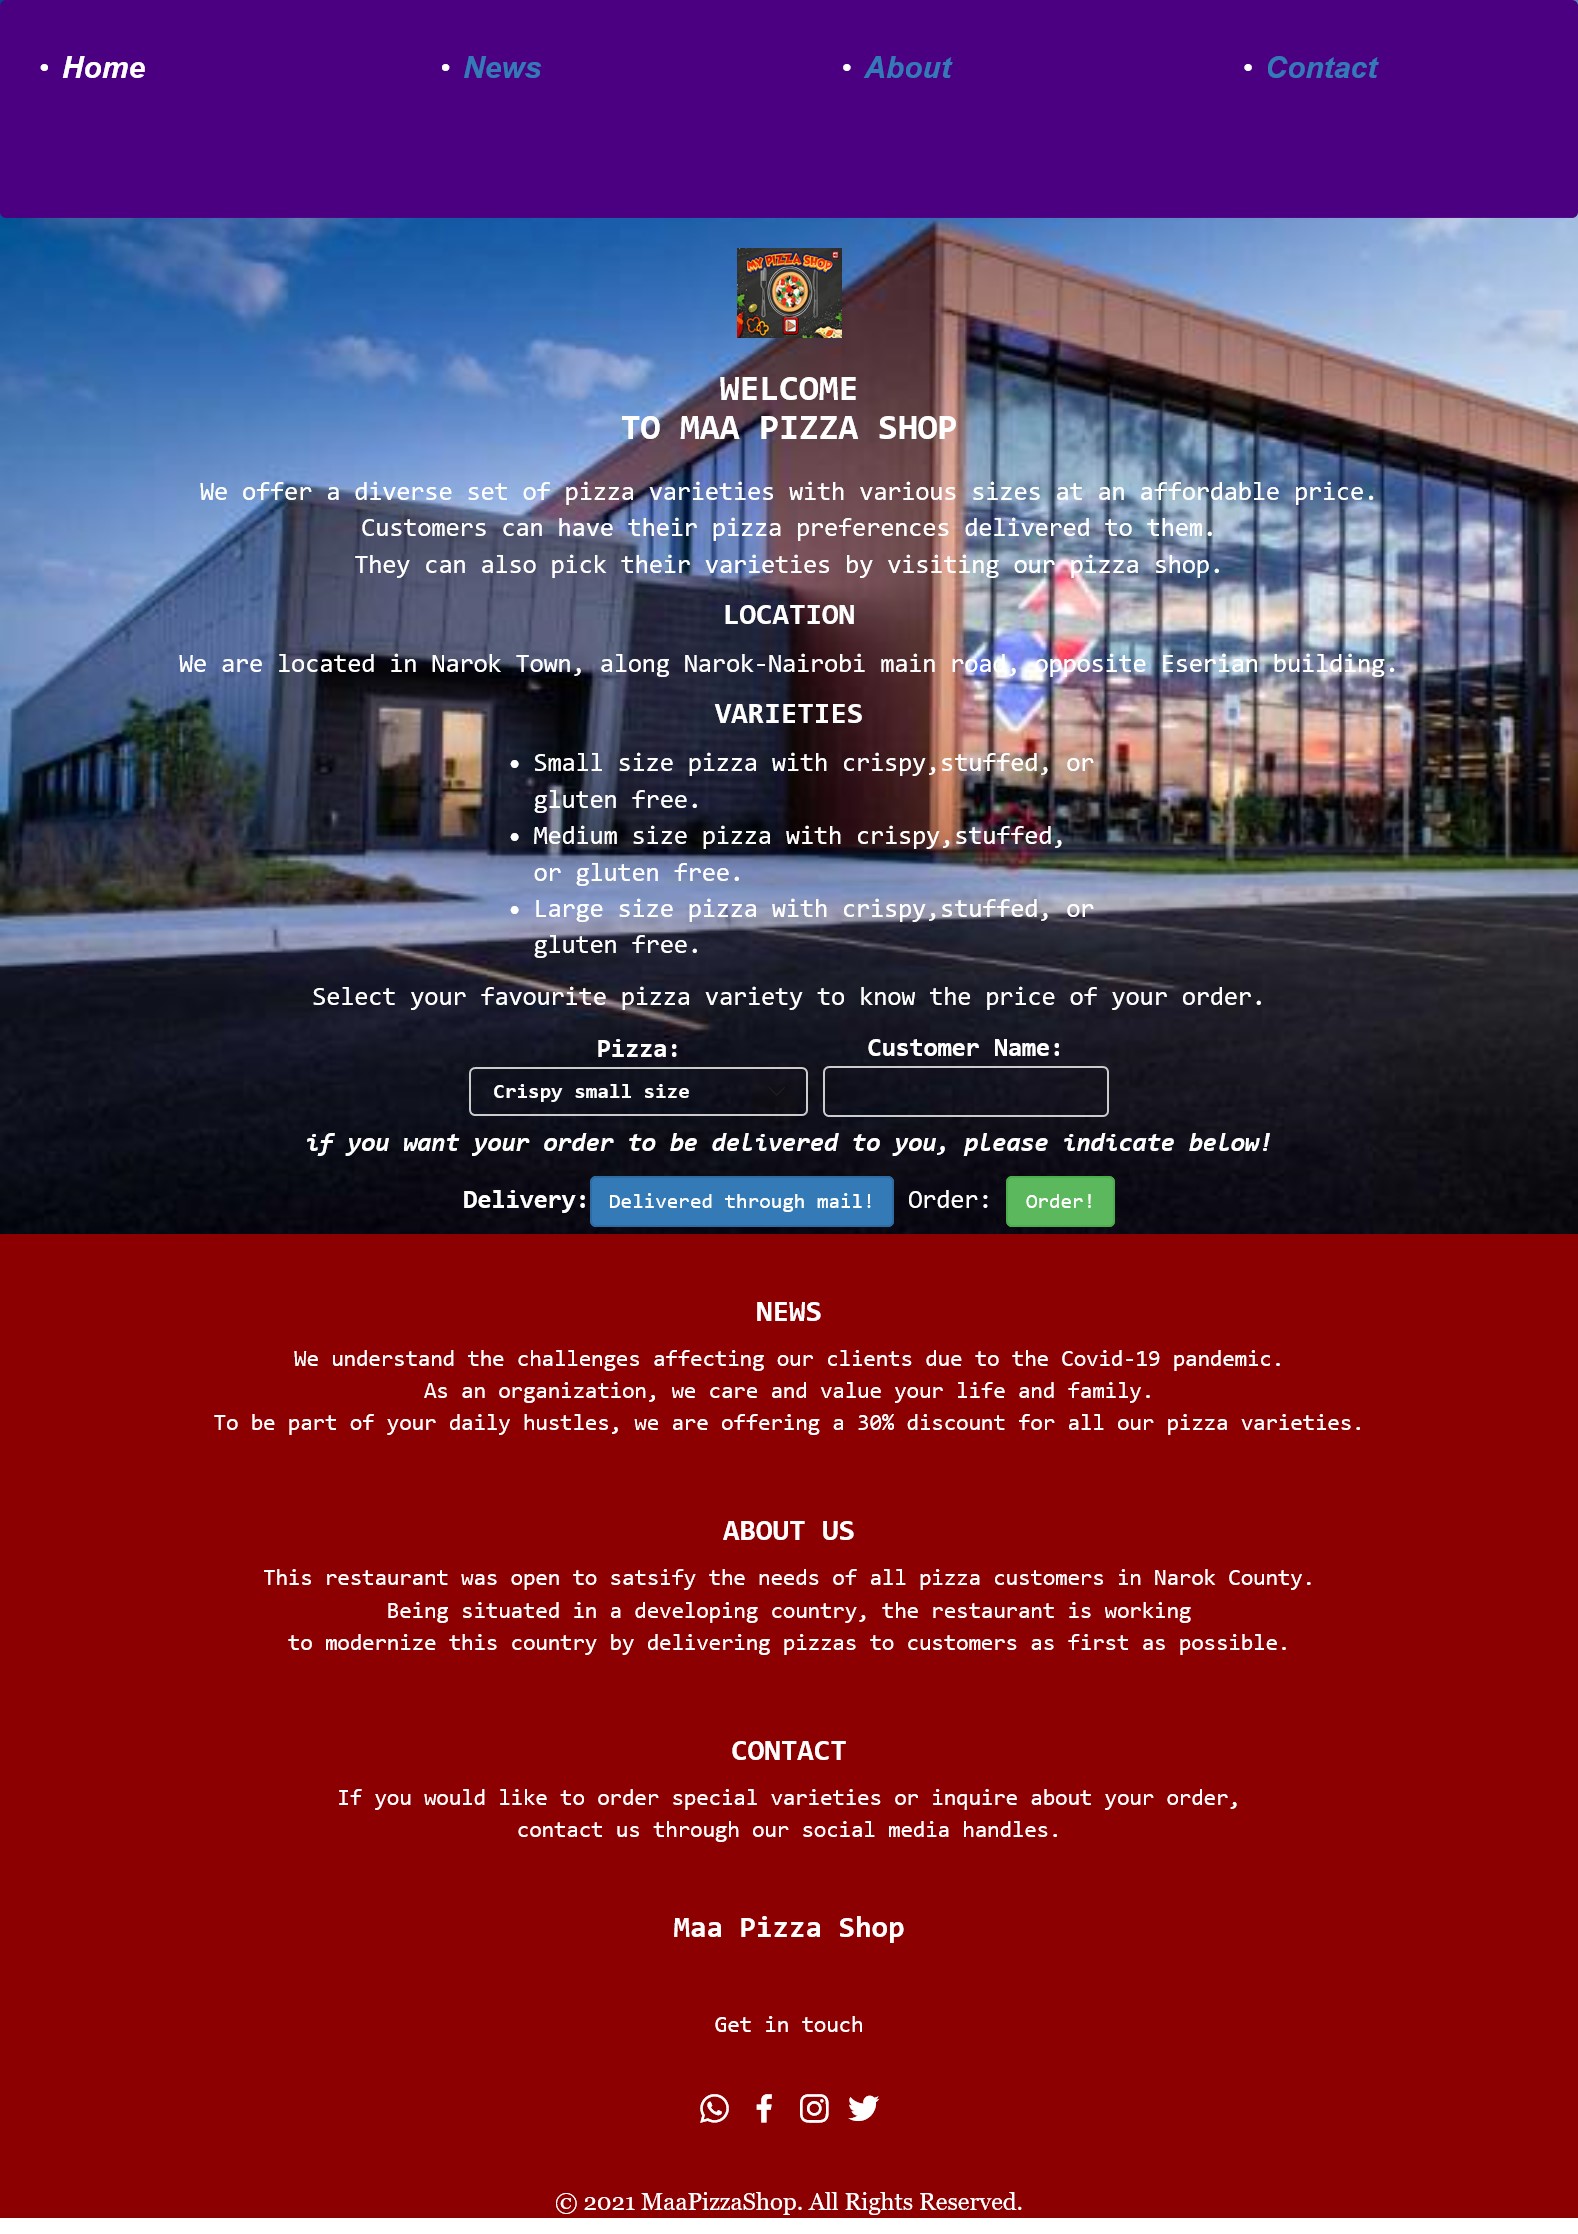 Home
News
About
Contact
MY PIZZA SHOP
WELCOME
TO MAA PIZZA SHOP
We offer a diverse set of pizza varieties with various sizes at an affordable price.
Customers can have their pizza preferences delivered to them.
They can also pick their varieties by visiting our pizza shop.
LOCATION
We are located in Narok Town, along Narok-Nairobi main road, opposite Eserian building.
VARIETIES
• Small size pizza with crispy,stuffed, or
gluten free.
• Medium size pizza with crispy,stuffed,
or gluten free.
• Large size pizza with crispy,stuffed, or
gluten free.
Select your favourite pizza variety to know the price of your order.
Pizza: Customer Name:
Crispy small size
if you want your order to be delivered to you, please indicate below!
Delivery: Delivered through mail! Order: Order!
NEWS
We understand the challenges affecting our clients due to the Covid-19 pandemic.
As an organization, we care and value your life and family.
To be part of your daily hustles, we are offering a 30% discount for all our pizza varieties.
ABOUT US
This restaurant was open to satsify the needs of all pizza customers in Narok County.
Being situated in a developing country, the restaurant is working
to modernize this country by delivering pizzas to customers as first as possible.
CONTACT
If you would like to order special varieties or inquire about your order,
contact us through our social media handles.
Maa Pizza Shop
Get in touch
© 2021 MaaPizzaShop. All Rights Reserved.